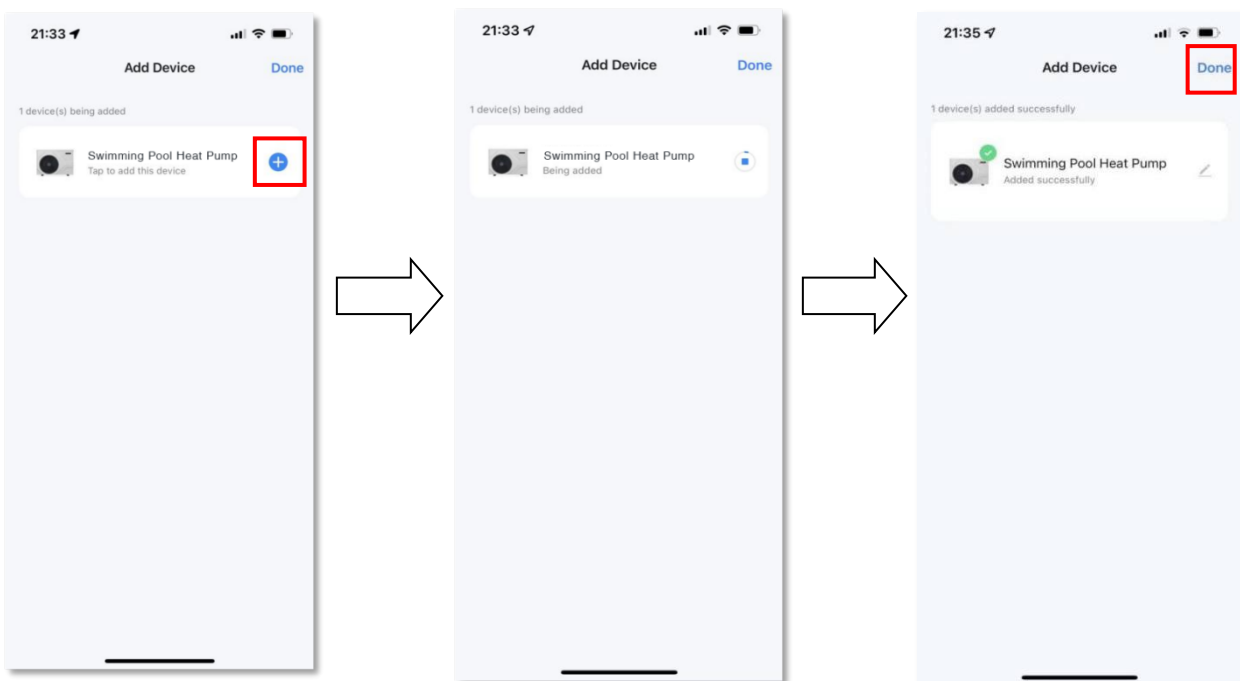 21:33
Add Device
Done
1 device(s) being added
Swimming Pool Heat Pump
Tap to add this device
21:33
Add Device
Done
1 device(s) being added
Swimming Pool Heat Pump
Being added
21:35
Add Device
Done
1 device(s) added successfully
Swimming Pool Heat Pump
Added successfully